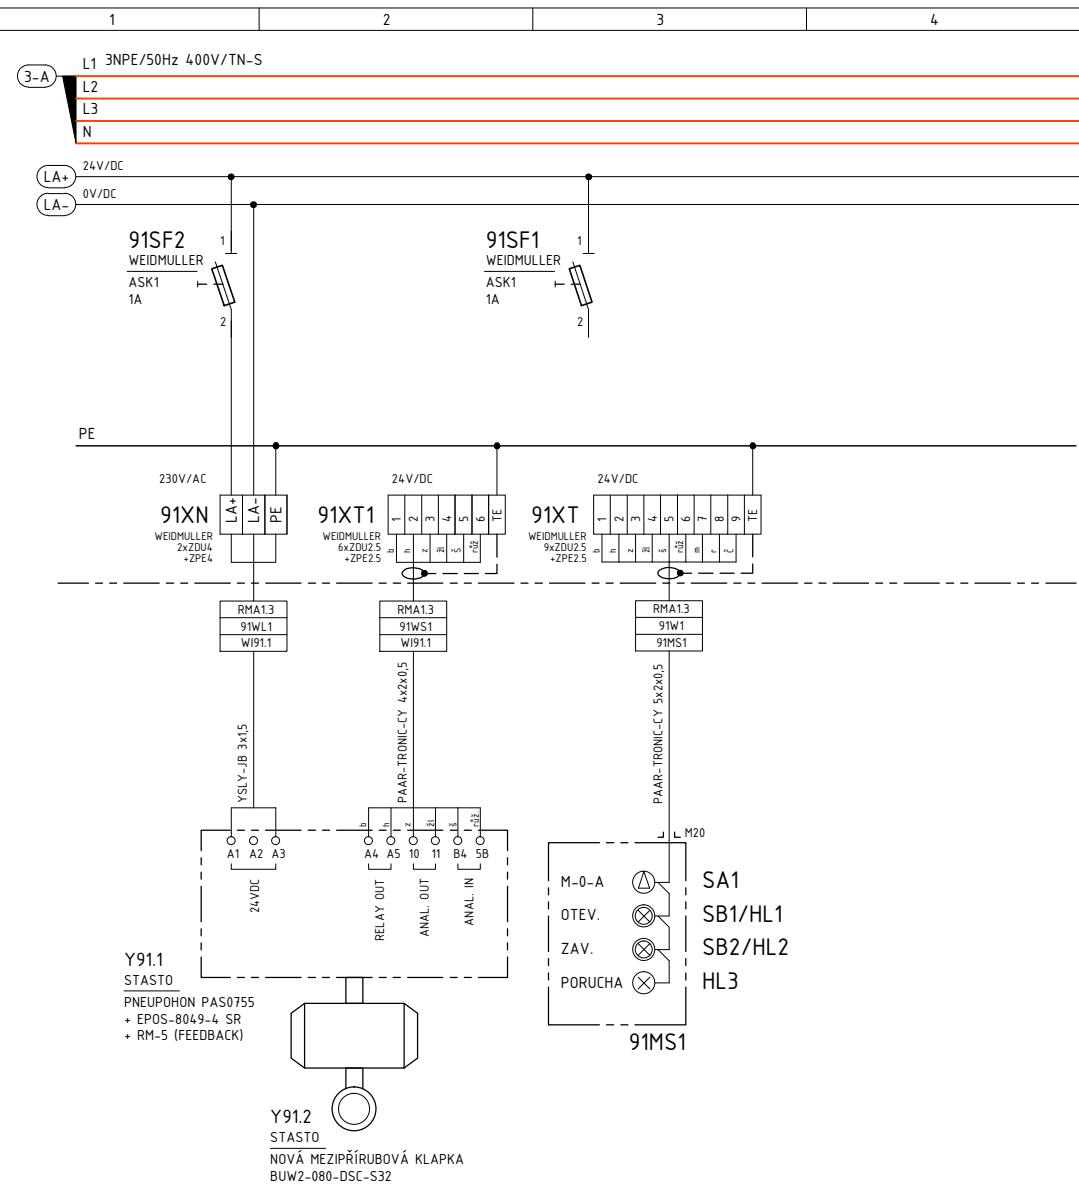 1 2 3 4
3-A
L1 3NPE/50Hz 400V/TN-S
L2
L3
N
LA+ 24V/DC
LA- 0V/DC
91SF2
WEIDMULLER
ASK1
1A
1
2
91SF1
WEIDMULLER
ASK1
1A
1
2
PE
230V/AC
91XN
WEIDMULLER
2xZDU4
+ZPE4
LA+ LA- PE
24V/DC
91XT1
WEIDMULLER
6xZDU2.5
+ZPE2.5
1 2 3 4 5 6 TE
b h z žl š růž
24V/DC
91XT
WEIDMULLER
9xZDU2.5
+ZPE2.5
1 2 3 4 5 6 7 8 9 TE
b h z žl š růž m r č
RMA1.3
91WL1
WI91.1
RMA1.3
91WS1
WI91.1
RMA1.3
91W1
91MS1
YSLY-JB 3x1,5
PAAR-TRONIC-CY 4x2x0,5
PAAR-TRONIC-CY 5x2x0,5
b h z žl š růž.
A1 A2 A3
24VDC
A4 A5 10 11 B4 5B
RELAY OUT
ANAL. OUT
ANAL. IN
M20
M-0-A SA1
OTEV. SB1/HL1
ZAV. SB2/HL2
PORUCHA HL3
91MS1
Y91.1
STASTO
PNEUPOHON PAS0755
+ EPOS-8049-4 SR
+ RM-5 (FEEDBACK)
Y91.2
STASTO
NOVÁ MEZIPŘÍRUBOVÁ KLAPKA
BUW2-080-DSC-S32